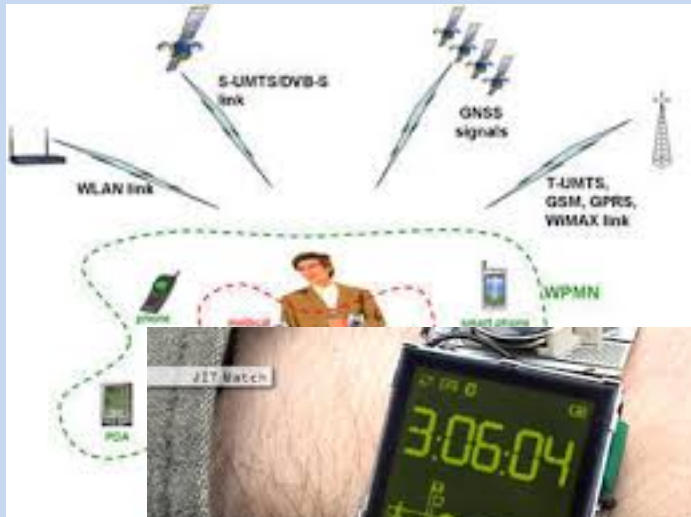 S-UMTS/DVB-S
link
GNSS
signals
WLAN link
T-UMTS,
GSM, GPRS,
WiMAX link
phone
medical
smart phone
WPMN
PDA
JIT Watch
3:06:04